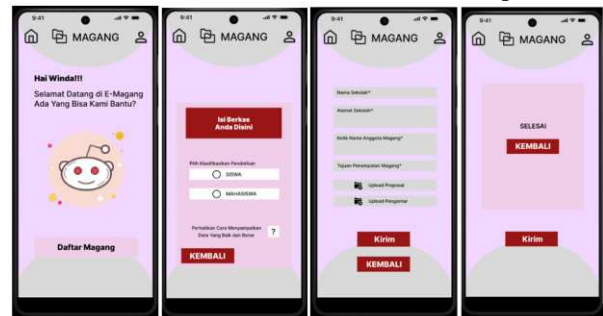 9:41
MAGANG
Hai Winda!!!
Selamat Datang di E-Magang
Ada Yang Bisa Kami Bantu?
Daftar Magang
9:41
MAGANG
Isi Berkas
Anda Disini
Pilih Klasifikasikan Pendidikan
SISWA
MAHASISWA
Perhatikan Cara Menyampaikan
Data Yang Baik dan Benar
?
KEMBALI
9:41
MAGANG
Nama Sekolah*
Alamat Sekolah*
Ketik Nama Anggota Magang*
Tujuan Penempatan Magang*
Upload Proposal
Upload Pengantar
Kirim
KEMBALI
9:41
MAGANG
SELESAI
KEMBALI
Kirim